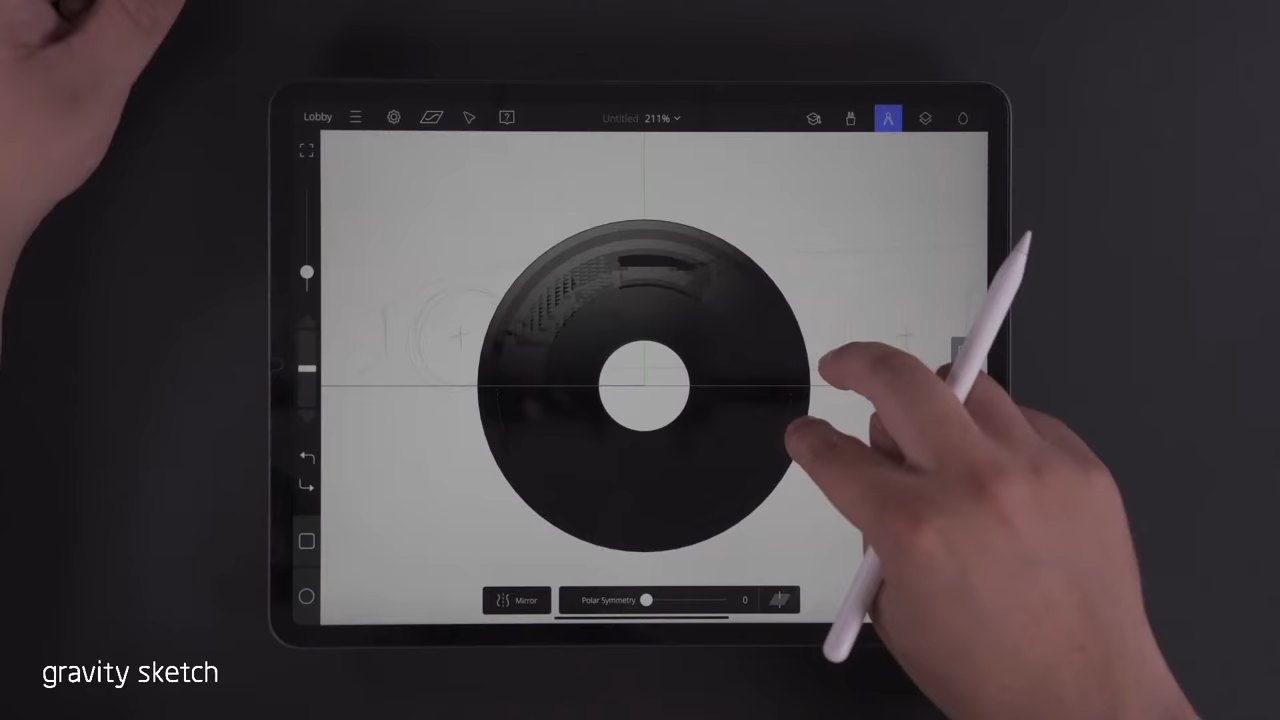 Lobby
Untitled 211%
Mirror
Polar Symmetry 0
gravity sketch